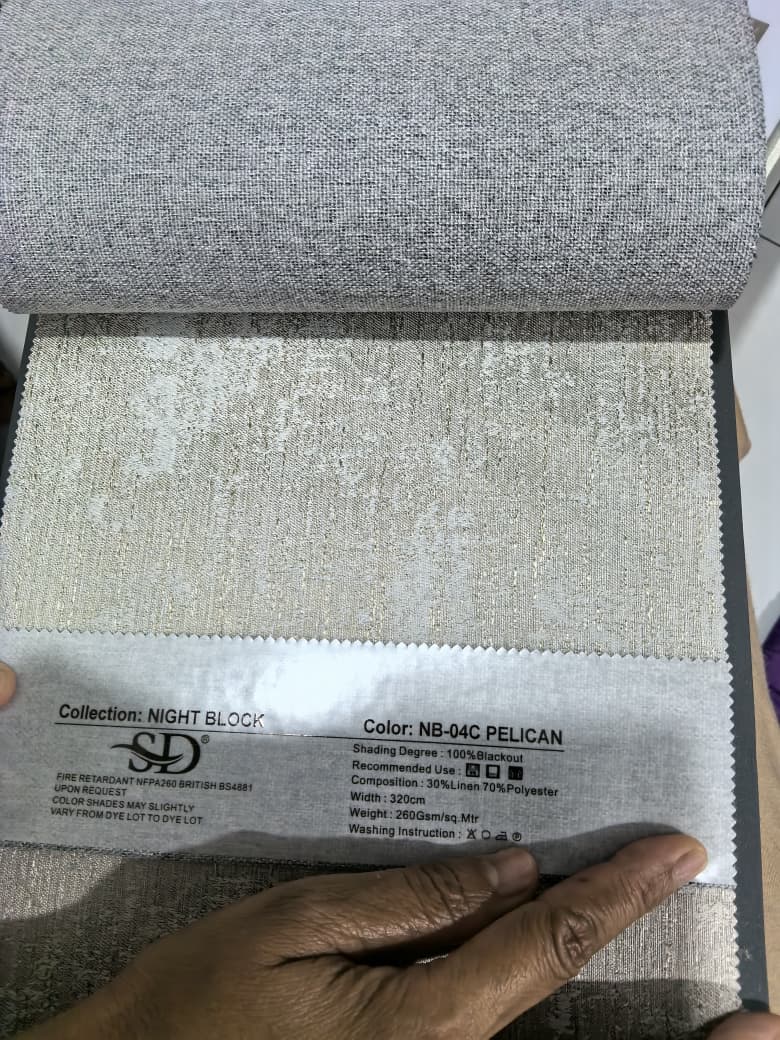 Collection: NIGHT BLOCK
SD®
FIRE RETARDANT NFPA260 BRITISH BS4881
UPON REQUEST
COLOR SHADES MAY SLIGHTLY
VARY FROM DYE LOT TO DYE LOT
Color: NB-04C PELICAN
Shading Degree : 100%Blackout
Recommended Use :
Composition : 30%Linen 70%Polyester
Width : 320cm
Weight : 260Gsm/sq.Mtr
Washing Instruction :